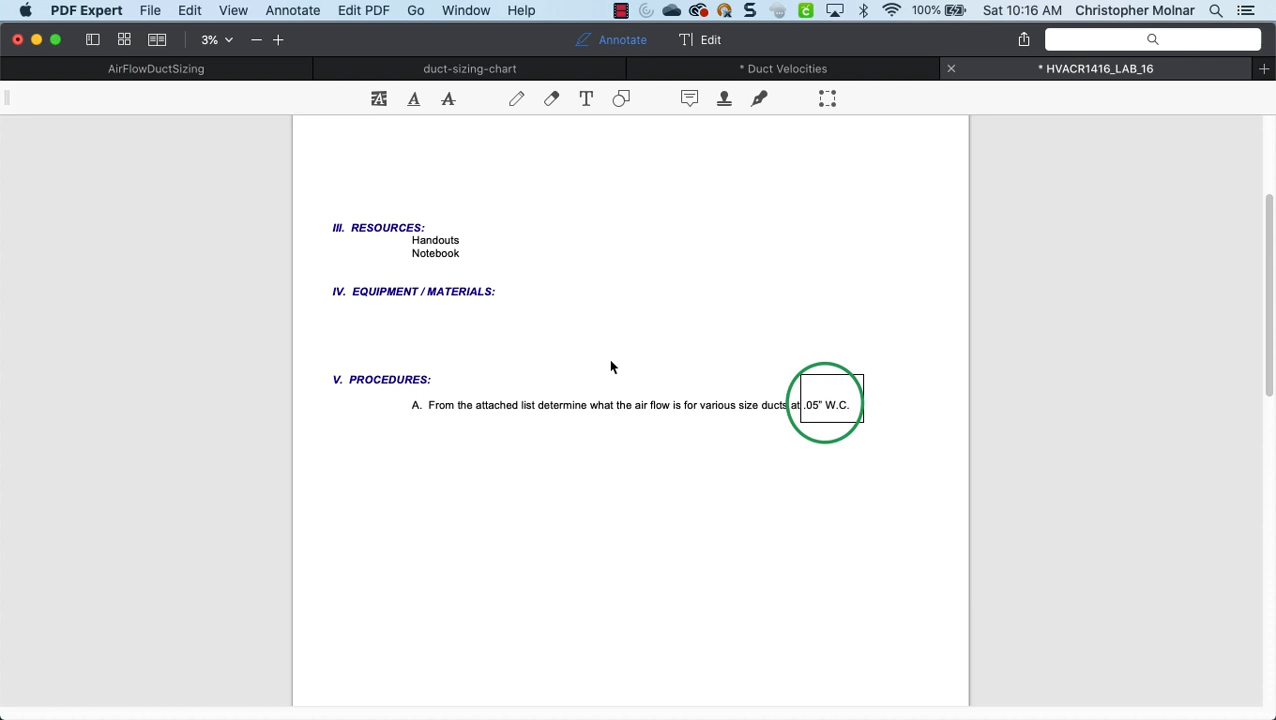 PDF Expert File Edit View Annotate Edit PDF Go Window Help 100% Sat 10:16 AM Christopher Molnar
3% Annotate Edit
AirFlowDuctSizing duct-sizing-chart * Duct Velocities * HVACR1416_LAB_16
III. RESOURCES:
Handouts
Notebook
IV. EQUIPMENT / MATERIALS:
V. PROCEDURES:
A. From the attached list determine what the air flow is for various size ducts at .05” W.C.